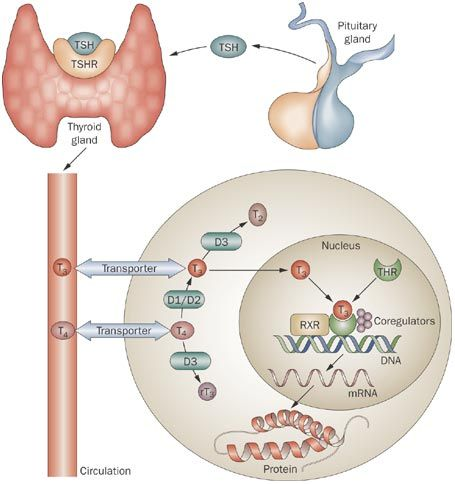 TSH
TSHR
Thyroid
gland
TSH
Pituitary
gland
T3
Transporter
T3
D3
T2
D1/D2
T4
Transporter
T4
D3
rT3
Nucleus
T3
THR
T3
RXR
Coregulators
DNA
mRNA
Protein
Circulation